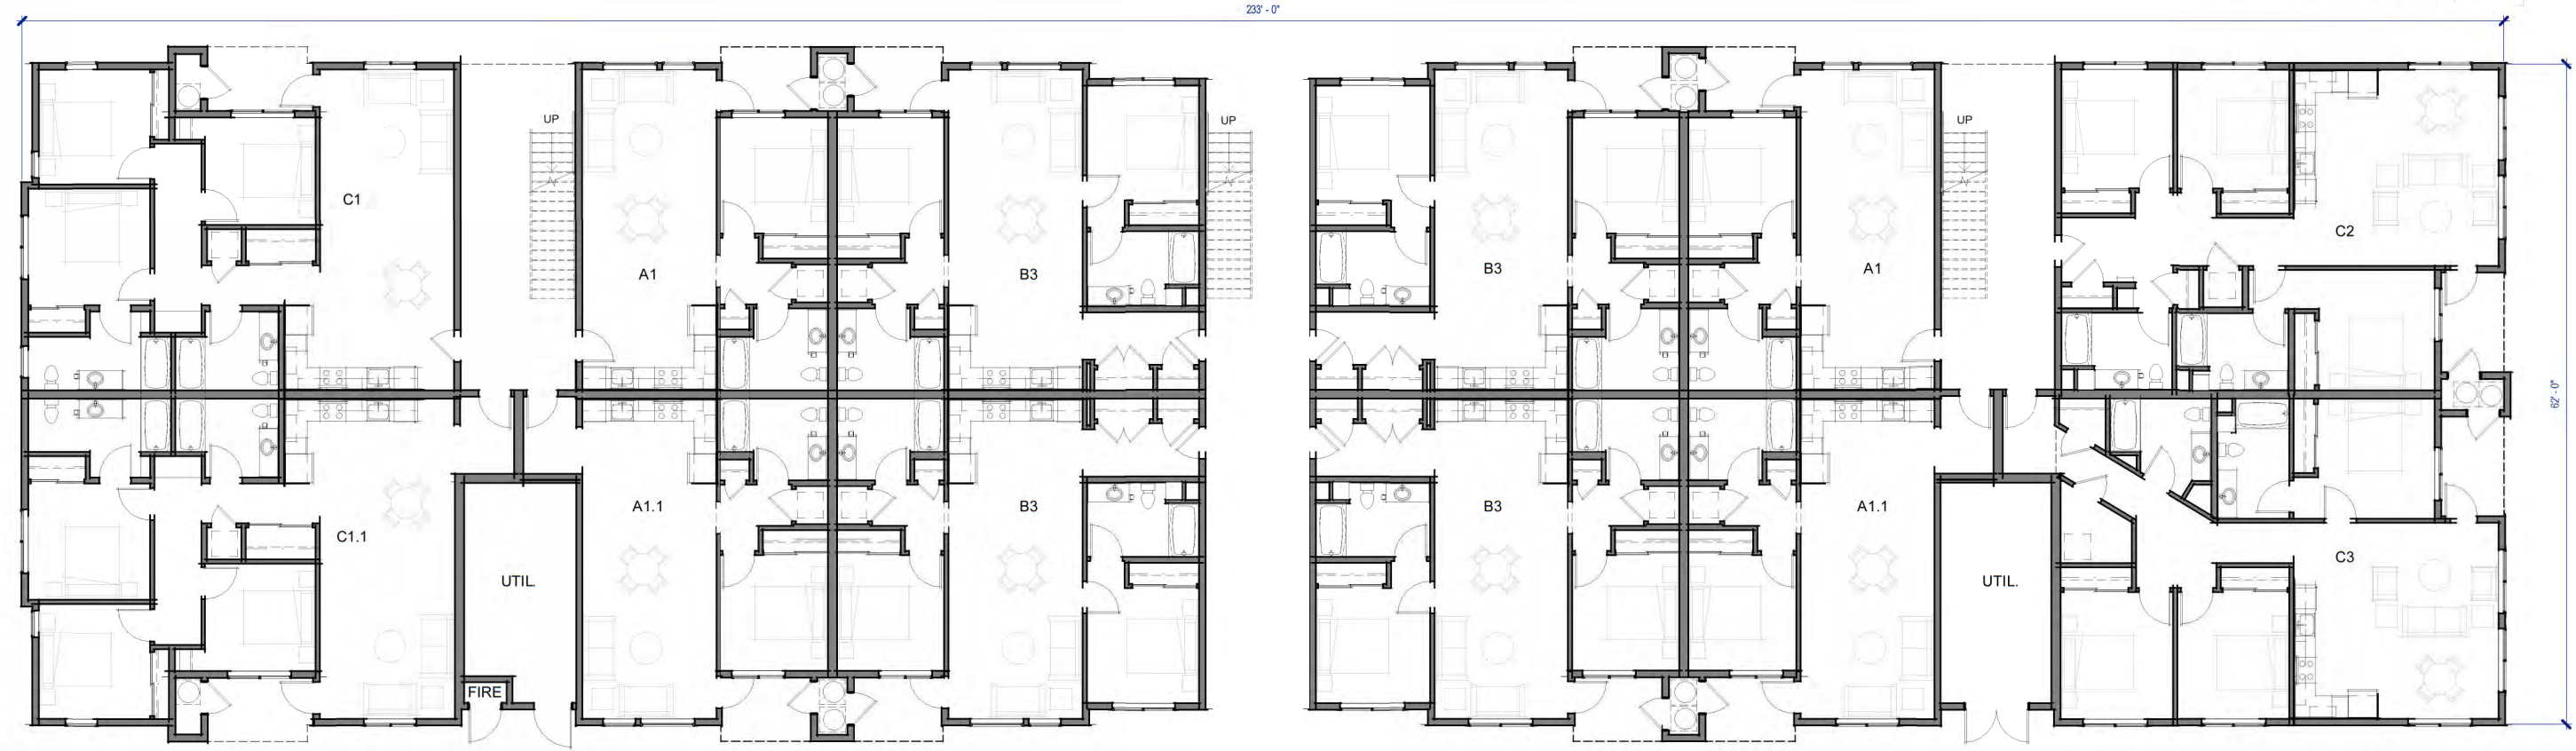 233' - 0"
UP
UP
UP
C1
A1
B3
B3
A1
C2
62' - 0"
C1.1
A1.1
B3
B3
A1.1
C3
UTIL.
UTIL.
FIRE